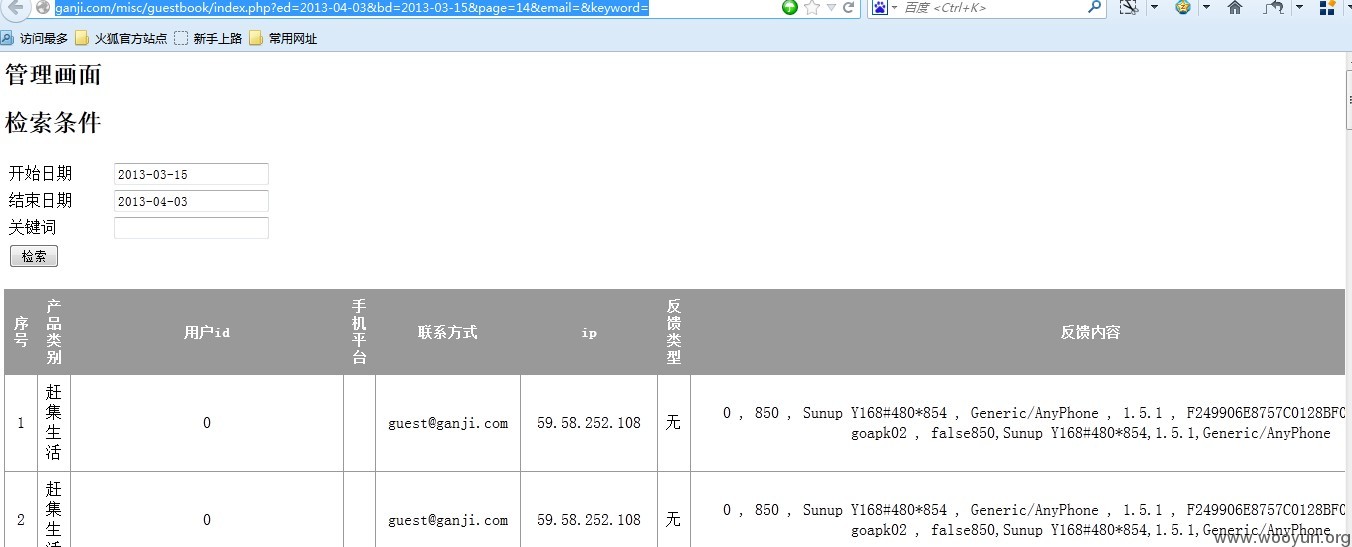 ganji.com/misc/guestbook/index.php?ed=2013-04-03&bd=2013-03-15&page=14&email=&keyword=
百度 <Ctrl+K>
访问最多 火狐官方站点 新手上路 常用网址
管理画面
检索条件
开始日期 2013-03-15
结束日期 2013-04-03
关键词
检索
序号 产品类别 用户id 手机平台 联系方式 ip 反馈类型 反馈内容
1 赶集生活 0 guest@ganji.com 59.58.252.108 无 0 , 850 , Sunup Y168#480*854 , Generic/AnyPhone , 1.5.1 , F249906E8757C0128BFC
goapk02 , false850,Sunup Y168#480*854,1.5.1,Generic/AnyPhone
2 赶集生活 0 guest@ganji.com 59.58.252.108 无 0 , 850 , Sunup Y168#480*854 , Generic/AnyPhone , 1.5.1 , F249906E8757C0128BFC
goapk02 , false850,Sunup Y168#480*854,1.5.1,Generic/AnyPhone
www.wooyun.org